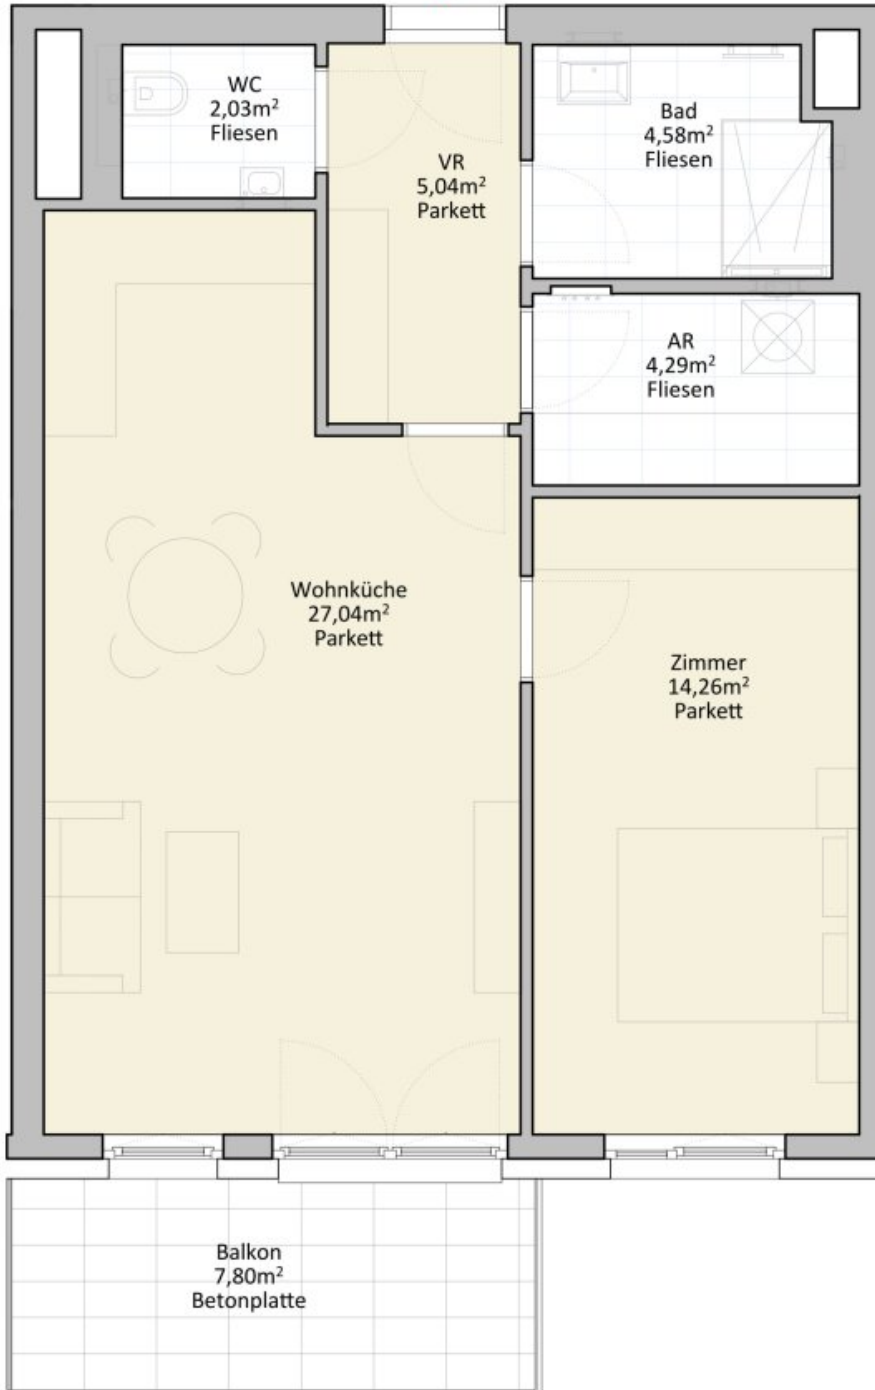 WC
2,03m²
Fliesen
VR
5,04m²
Parkett
Bad
4,58m²
Fliesen
AR
4,29m²
Fliesen
Wohnküche
27,04m²
Parkett
Zimmer
14,26m²
Parkett
Balkon
7,80m²
Betonplatte